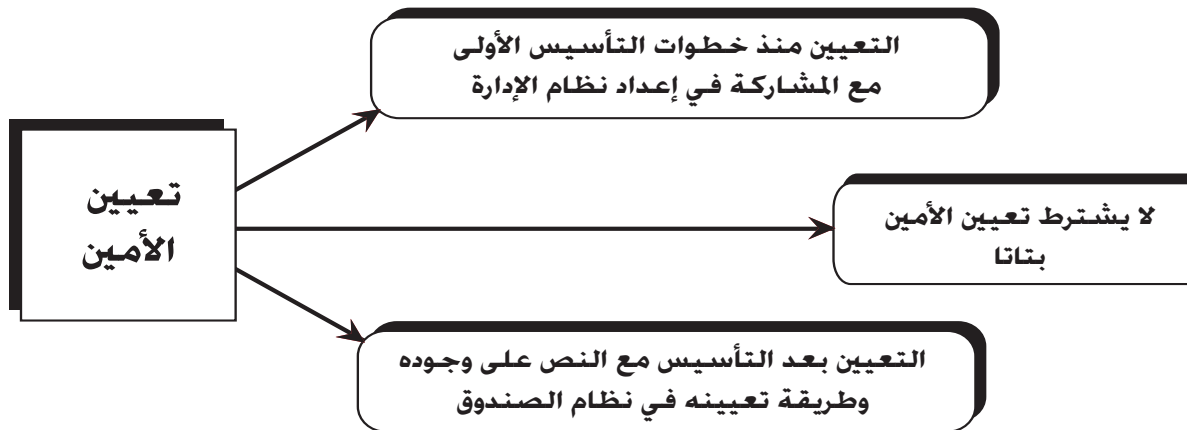 التعيين منذ خطوات التأسيس الأولى
مع المشاركة في إعداد نظام الإدارة
تعيين
الأمين
لا يشترط تعيين الأمين
بتاتا
التعيين بعد التأسيس مع النص على وجوده
وطريقة تعيينه في نظام الصندوق